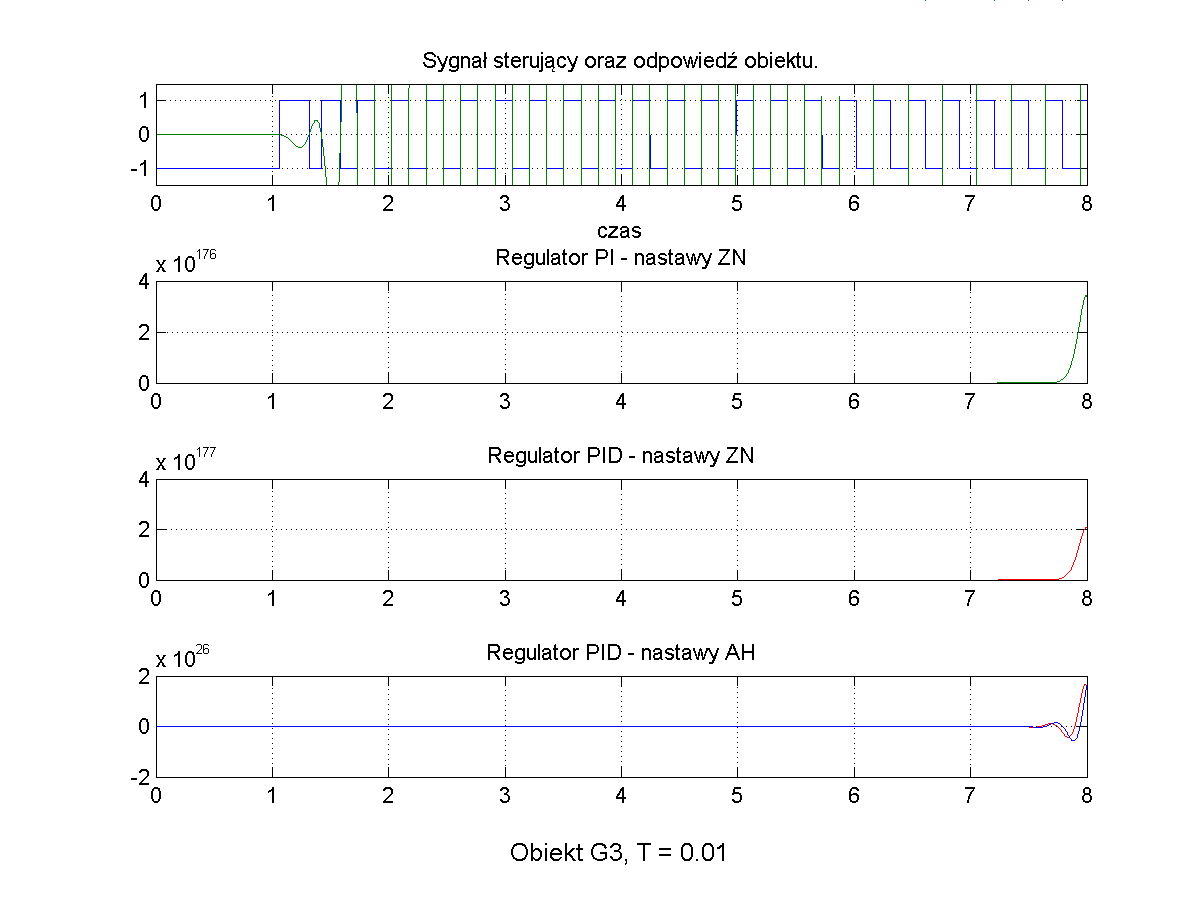 Sygnał sterujący oraz odpowiedź obiektu.
1
0
-1
0 1 2 3 4 5 6 7 8
czas
Regulator PI - nastawy ZN
x 10^176
4
2
0
0 1 2 3 4 5 6 7 8
Regulator PID - nastawy ZN
x 10^177
4
2
0
0 1 2 3 4 5 6 7 8
Regulator PID - nastawy AH
x 10^26
2
0
-2
0 1 2 3 4 5 6 7 8
Obiekt G3, T = 0.01